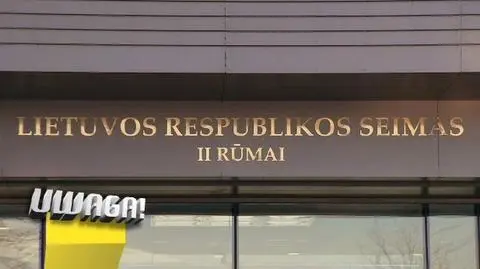 LIETUVOS RESPUBLIKOS SEIMAS
II RŪMAI
UWAGA!